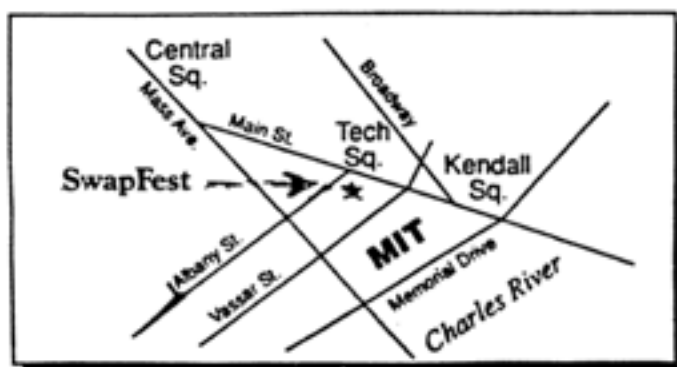 Central
Sq.
Mass Ave.
Main St.
Broadway
Tech
Sq.
Kendall
Sq.
SwapFest
MIT
Albany St.
Vassar St.
Memorial Drive
Charles River